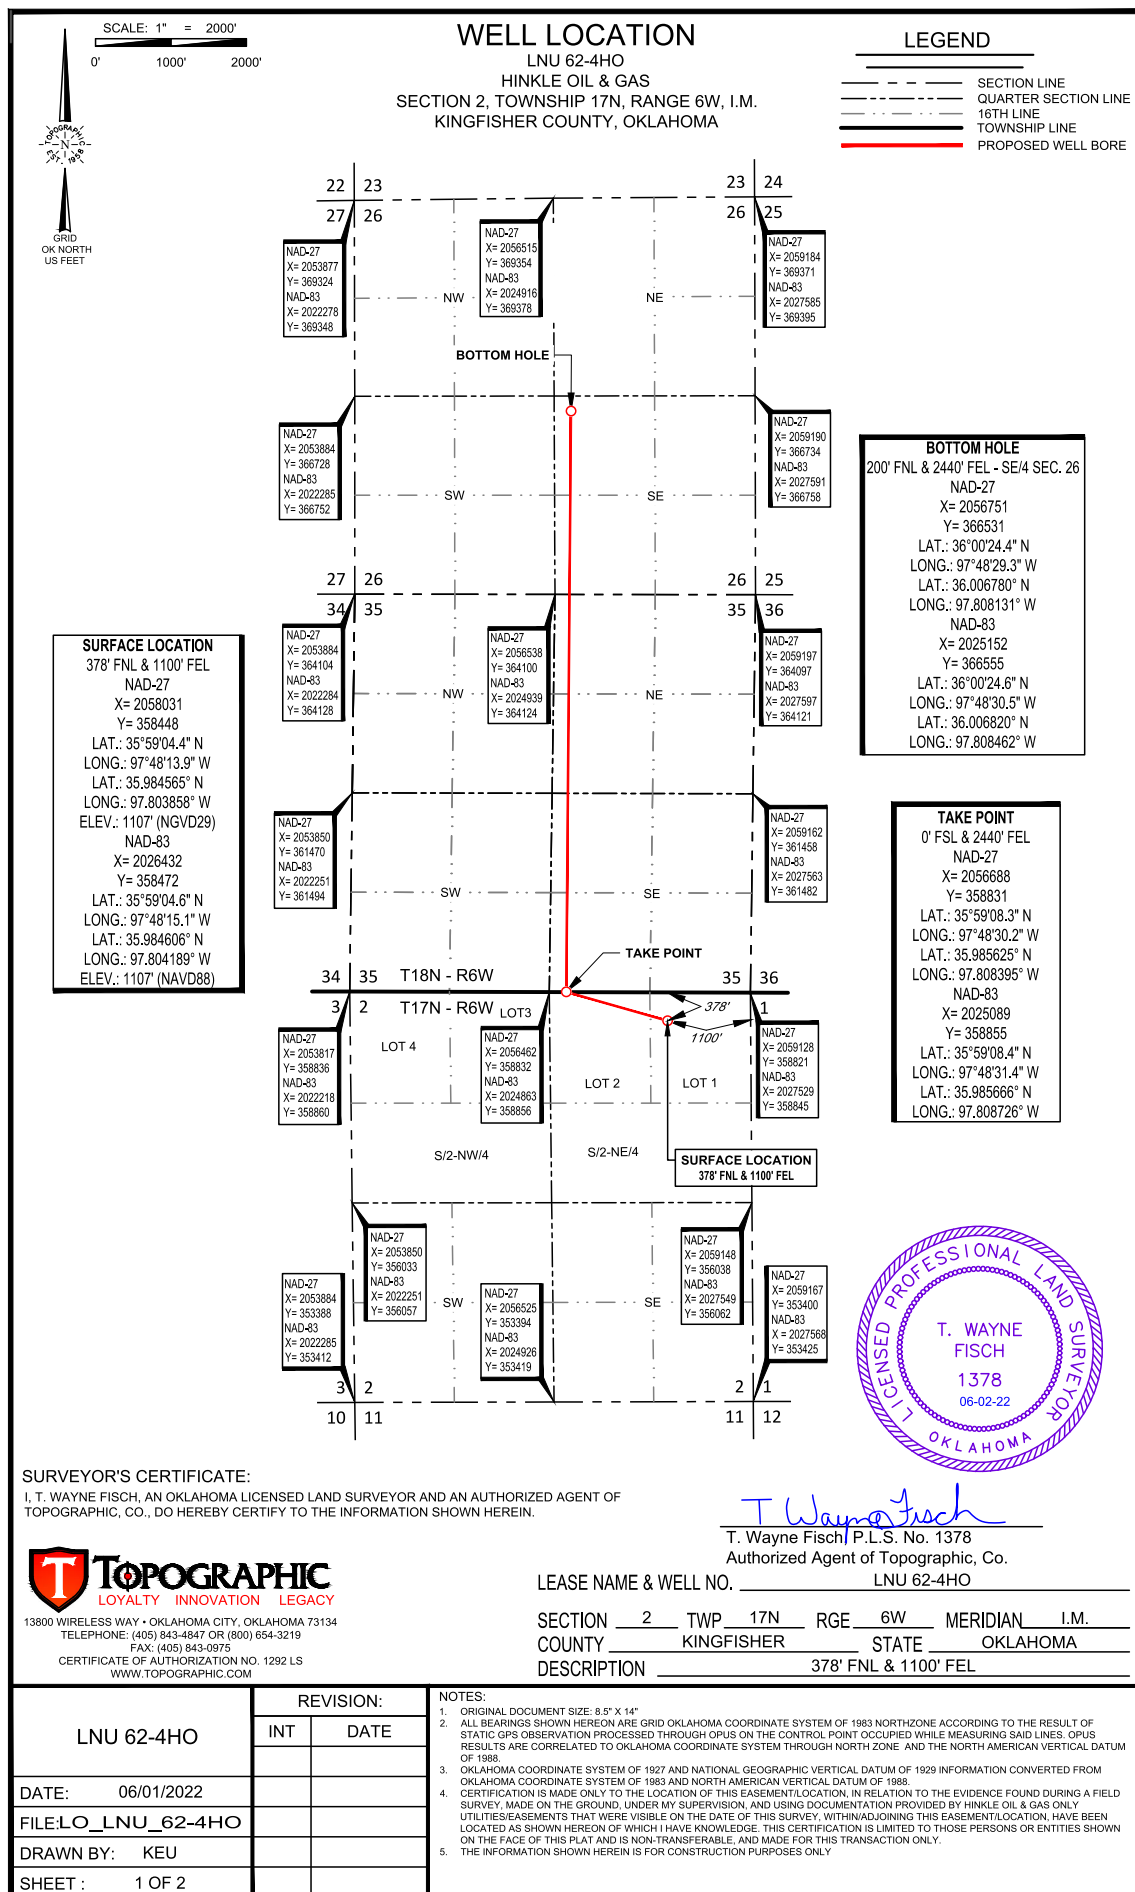 SCALE: 1" = 2000'
0' 1000' 2000'
TOPOGRAPHIC
N
EST. 1958
GRID
OK NORTH
US FEET
WELL LOCATION
LNU 62-4HO
HINKLE OIL & GAS
SECTION 2, TOWNSHIP 17N, RANGE 6W, I.M.
KINGFISHER COUNTY, OKLAHOMA
LEGEND
SECTION LINE
QUARTER SECTION LINE
16TH LINE
TOWNSHIP LINE
PROPOSED WELL BORE
22 23
27 26
23 24
26 25
NAD-27
X= 2053877
Y= 369324
NAD-83
X= 2022278
Y= 369348
NAD-27
X= 2056515
Y= 369354
NAD-83
X= 2024916
Y= 369378
NAD-27
X= 2059184
Y= 369371
NAD-83
X= 2027585
Y= 369395
NW
NE
BOTTOM HOLE
NAD-27
X= 2053884
Y= 366728
NAD-83
X= 2022285
Y= 366752
NAD-27
X= 2059190
Y= 366734
NAD-83
X= 2027591
Y= 366758
SW
SE
BOTTOM HOLE
200' FNL & 2440' FEL - SE/4 SEC. 26
NAD-27
X= 2056751
Y= 366531
LAT.: 36°00'24.4" N
LONG.: 97°48'29.3" W
LAT.: 36.006780° N
LONG.: 97.808131° W
NAD-83
X= 2025152
Y= 366555
LAT.: 36°00'24.6" N
LONG.: 97°48'30.5" W
LAT.: 36.006820° N
LONG.: 97.808462° W
27 26
34 35
26 25
35 36
NAD-27
X= 2053884
Y= 364104
NAD-83
X= 2022284
Y= 364128
NAD-27
X= 2056538
Y= 364100
NAD-83
X= 2024939
Y= 364124
NAD-27
X= 2059197
Y= 364097
NAD-83
X= 2027597
Y= 364121
NW
NE
SURFACE LOCATION
378' FNL & 1100' FEL
NAD-27
X= 2058031
Y= 358448
LAT.: 35°59'04.4" N
LONG.: 97°48'13.9" W
LAT.: 35.984565° N
LONG.: 97.803858° W
ELEV.: 1107' (NGVD29)
NAD-83
X= 2026432
Y= 358472
LAT.: 35°59'04.6" N
LONG.: 97°48'15.1" W
LAT.: 35.984606° N
LONG.: 97.804189° W
ELEV.: 1107' (NAVD88)
NAD-27
X= 2053850
Y= 361470
NAD-83
X= 2022251
Y= 361494
NAD-27
X= 2059162
Y= 361458
NAD-83
X= 2027563
Y= 361482
SW
SE
TAKE POINT
0' FSL & 2440' FEL
NAD-27
X= 2056688
Y= 358831
LAT.: 35°59'08.3" N
LONG.: 97°48'30.2" W
LAT.: 35.985625° N
LONG.: 97.808395° W
NAD-83
X= 2025089
Y= 358855
LAT.: 35°59'08.4" N
LONG.: 97°48'31.4" W
LAT.: 35.985666° N
LONG.: 97.808726° W
TAKE POINT
34 35 T18N - R6W 35 36
3 2 T17N - R6W LOT3 378' 1
1100'
LOT 4
LOT 2
LOT 1
NAD-27
X= 2053817
Y= 358836
NAD-83
X= 2022218
Y= 358860
NAD-27
X= 2056462
Y= 358832
NAD-83
X= 2024863
Y= 358856
NAD-27
X= 2059128
Y= 358821
NAD-83
X= 2027529
Y= 358845
S/2-NW/4
S/2-NE/4
SURFACE LOCATION
378' FNL & 1100' FEL
NAD-27
X= 2053850
Y= 356033
NAD-83
X= 2022251
Y= 356057
NAD-27
X= 2059148
Y= 356038
NAD-83
X= 2027549
Y= 356062
NAD-27
X= 2053884
Y= 353388
NAD-83
X= 2022285
Y= 353412
NAD-27
X= 2056525
Y= 353394
NAD-83
X= 2024926
Y= 353419
NAD-27
X= 2059167
Y= 353400
NAD-83
X = 2027568
Y= 353425
SW
SE
3 2
10 11
2 1
11 12
LICENSED PROFESSIONAL LAND SURVEYOR
T. WAYNE
FISCH
1378
06-02-22
OKLAHOMA
SURVEYOR'S CERTIFICATE:
I, T. WAYNE FISCH, AN OKLAHOMA LICENSED LAND SURVEYOR AND AN AUTHORIZED AGENT OF
TOPOGRAPHIC, CO., DO HEREBY CERTIFY TO THE INFORMATION SHOWN HEREIN.
T Wayne Fisch
T. Wayne Fisch, P.L.S. No. 1378
Authorized Agent of Topographic, Co.
T TOPOGRAPHIC
LOYALTY INNOVATION LEGACY
13800 WIRELESS WAY • OKLAHOMA CITY, OKLAHOMA 73134
TELEPHONE: (405) 843-4847 OR (800) 654-3219
FAX: (405) 843-0975
CERTIFICATE OF AUTHORIZATION NO. 1292 LS
WWW.TOPOGRAPHIC.COM
LEASE NAME & WELL NO. LNU 62-4HO
SECTION 2 TWP 17N RGE 6W MERIDIAN I.M.
COUNTY KINGFISHER STATE OKLAHOMA
DESCRIPTION 378' FNL & 1100' FEL
LNU 62-4HO
REVISION:
INT DATE
DATE: 06/01/2022
FILE:LO_LNU_62-4HO
DRAWN BY: KEU
SHEET : 1 OF 2
NOTES:
1. ORIGINAL DOCUMENT SIZE: 8.5" X 14"
2. ALL BEARINGS SHOWN HEREON ARE GRID OKLAHOMA COORDINATE SYSTEM OF 1983 NORTHZONE ACCORDING TO THE RESULT OF
STATIC GPS OBSERVATION PROCESSED THROUGH OPUS ON THE CONTROL POINT OCCUPIED WHILE MEASURING SAID LINES. OPUS
RESULTS ARE CORRELATED TO OKLAHOMA COORDINATE SYSTEM THROUGH NORTH ZONE AND THE NORTH AMERICAN VERTICAL DATUM
OF 1988.
3. OKLAHOMA COORDINATE SYSTEM OF 1927 AND NATIONAL GEOGRAPHIC VERTICAL DATUM OF 1929 INFORMATION CONVERTED FROM
OKLAHOMA COORDINATE SYSTEM OF 1983 AND NORTH AMERICAN VERTICAL DATUM OF 1988.
4. CERTIFICATION IS MADE ONLY TO THE LOCATION OF THIS EASEMENT/LOCATION, IN RELATION TO THE EVIDENCE FOUND DURING A FIELD
SURVEY, MADE ON THE GROUND, UNDER MY SUPERVISION, AND USING DOCUMENTATION PROVIDED BY HINKLE OIL & GAS ONLY
UTILITIES/EASEMENTS THAT WERE VISIBLE ON THE DATE OF THIS SURVEY, WITHIN/ADJOINING THIS EASEMENT/LOCATION, HAVE BEEN
LOCATED AS SHOWN HEREON OF WHICH I HAVE KNOWLEDGE. THIS CERTIFICATION IS LIMITED TO THOSE PERSONS OR ENTITIES SHOWN
ON THE FACE OF THIS PLAT AND IS NON-TRANSFERABLE, AND MADE FOR THIS TRANSACTION ONLY.
5. THE INFORMATION SHOWN HEREIN IS FOR CONSTRUCTION PURPOSES ONLY